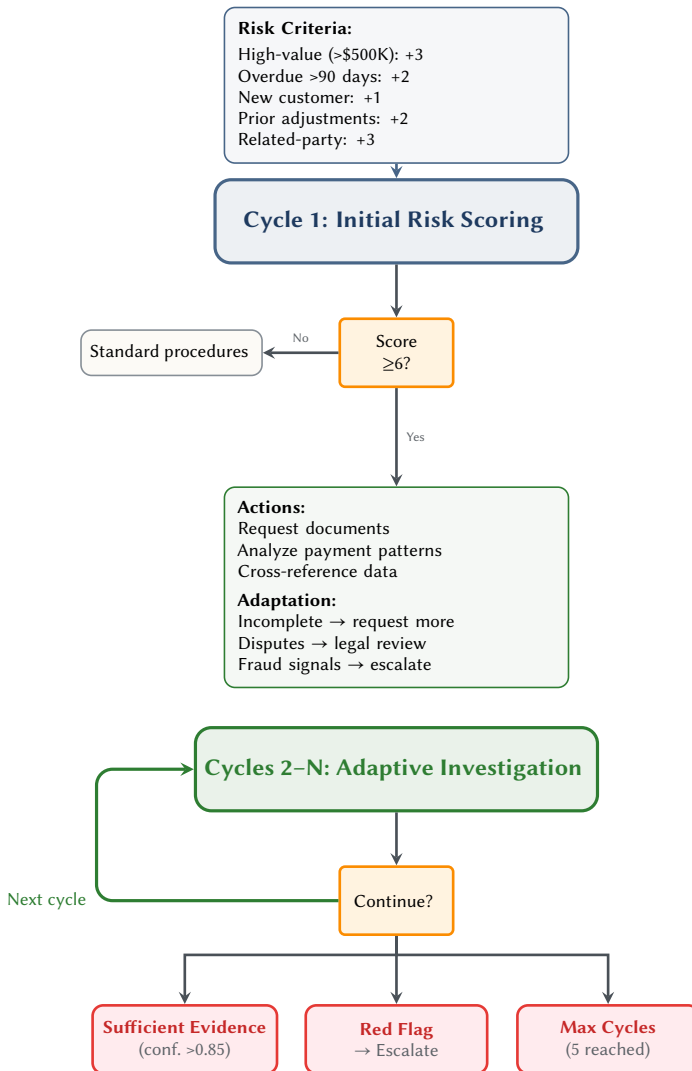 Risk Criteria:
High-value (>$500K): +3
Overdue >90 days: +2
New customer: +1
Prior adjustments: +2
Related-party: +3
Cycle 1: Initial Risk Scoring
Score
≥6?
No
Standard procedures
Yes
Actions:
Request documents
Analyze payment patterns
Cross-reference data
Adaptation:
Incomplete → request more
Disputes → legal review
Fraud signals → escalate
Cycles 2–N: Adaptive Investigation
Continue?
Next cycle
Sufficient Evidence
(conf. >0.85)
Red Flag
→ Escalate
Max Cycles
(5 reached)